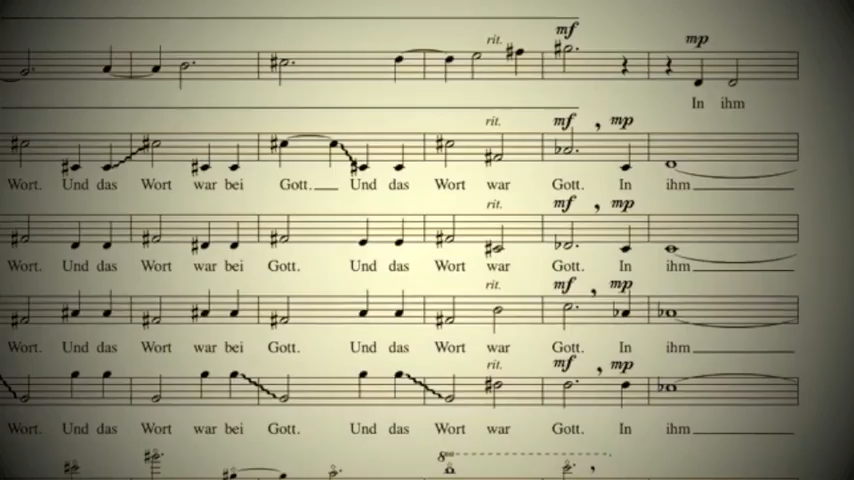 mf
rit.
mp
In ihm
rit. mf , mp
Wort. Und das Wort war bei Gott. Und das Wort war Gott. In ihm
rit. mf , mp
Wort. Und das Wort war bei Gott. Und das Wort war Gott. In ihm
rit. mf , mp
Wort. Und das Wort war bei Gott. Und das Wort war Gott. In ihm
rit. mf , mp
Wort. Und das Wort war bei Gott. Und das Wort war Gott. In ihm
8va